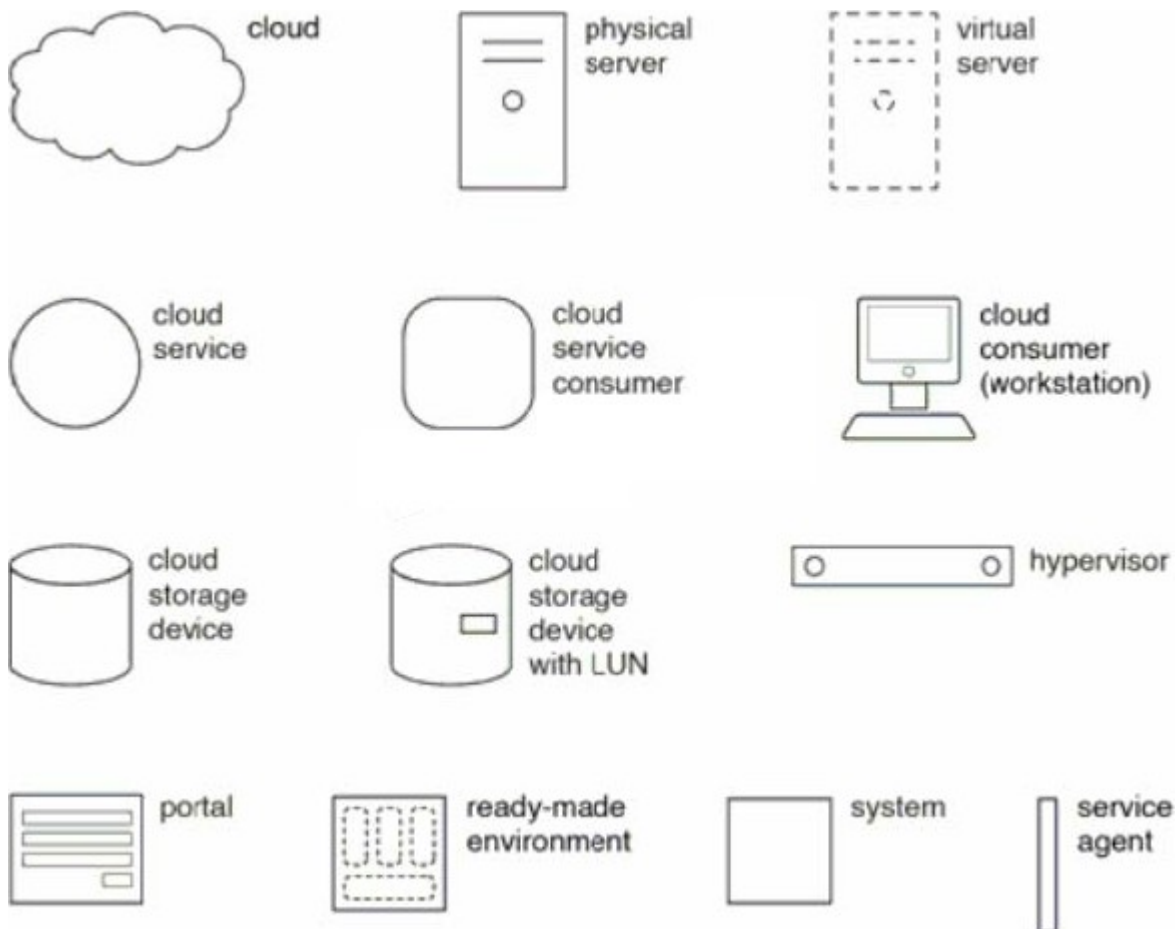 cloud
physical
server
virtual
server
cloud
service
cloud
service
consumer
cloud
consumer
(workstation)
cloud
storage
device
cloud
storage
device
with LUN
hypervisor
portal
ready-made
environment
system
service
agent